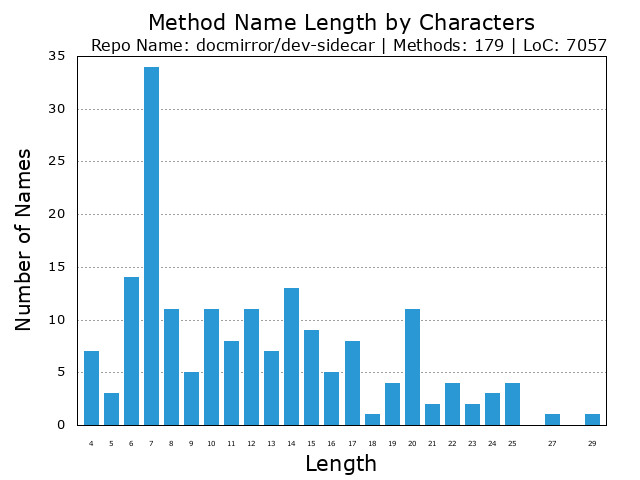 Method Name Length by Characters
Repo Name: docmirror/dev-sidecar | Methods: 179 | LoC: 7057
Number of Names
35
30
25
20
15
10
5
0
4 5 6 7 8 9 10 11 12 13 14 15 16 17 18 19 20 21 22 23 24 25 27 29
Length